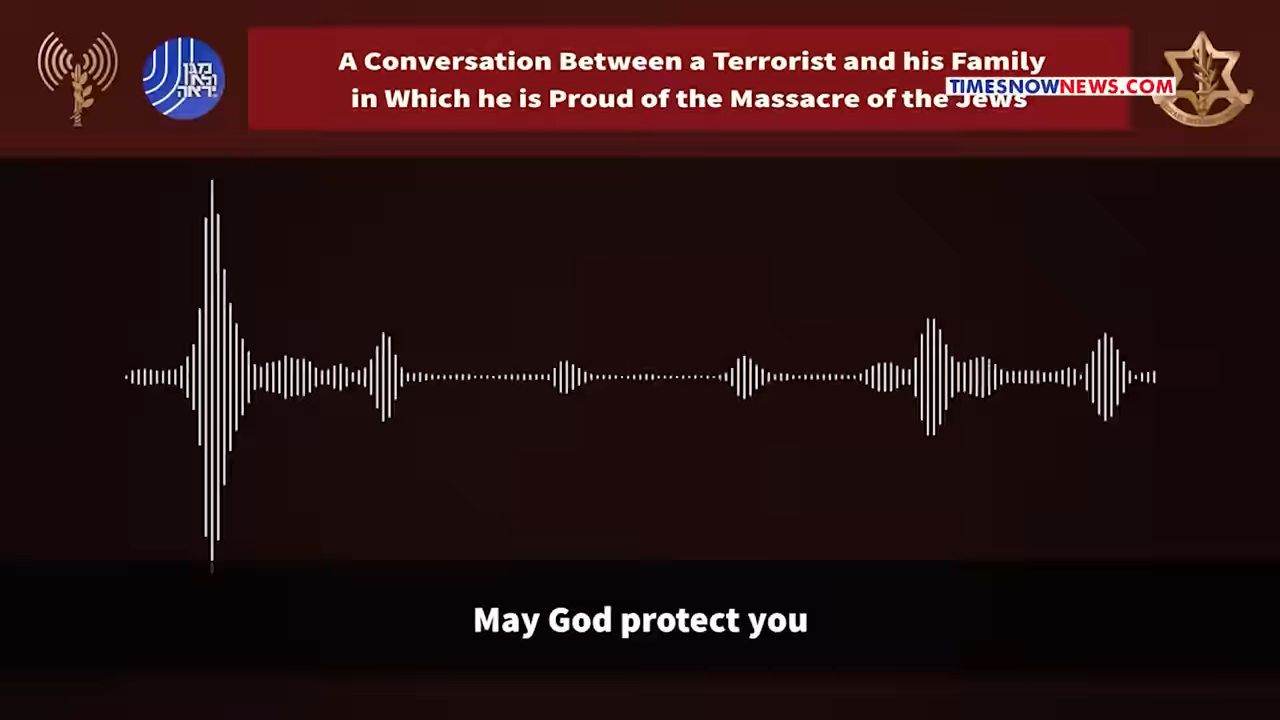 A Conversation Between a Terrorist and his Family
in Which he is Proud of the Massacre of the Jews
TIMESNOWNEWS.COM
May God protect you